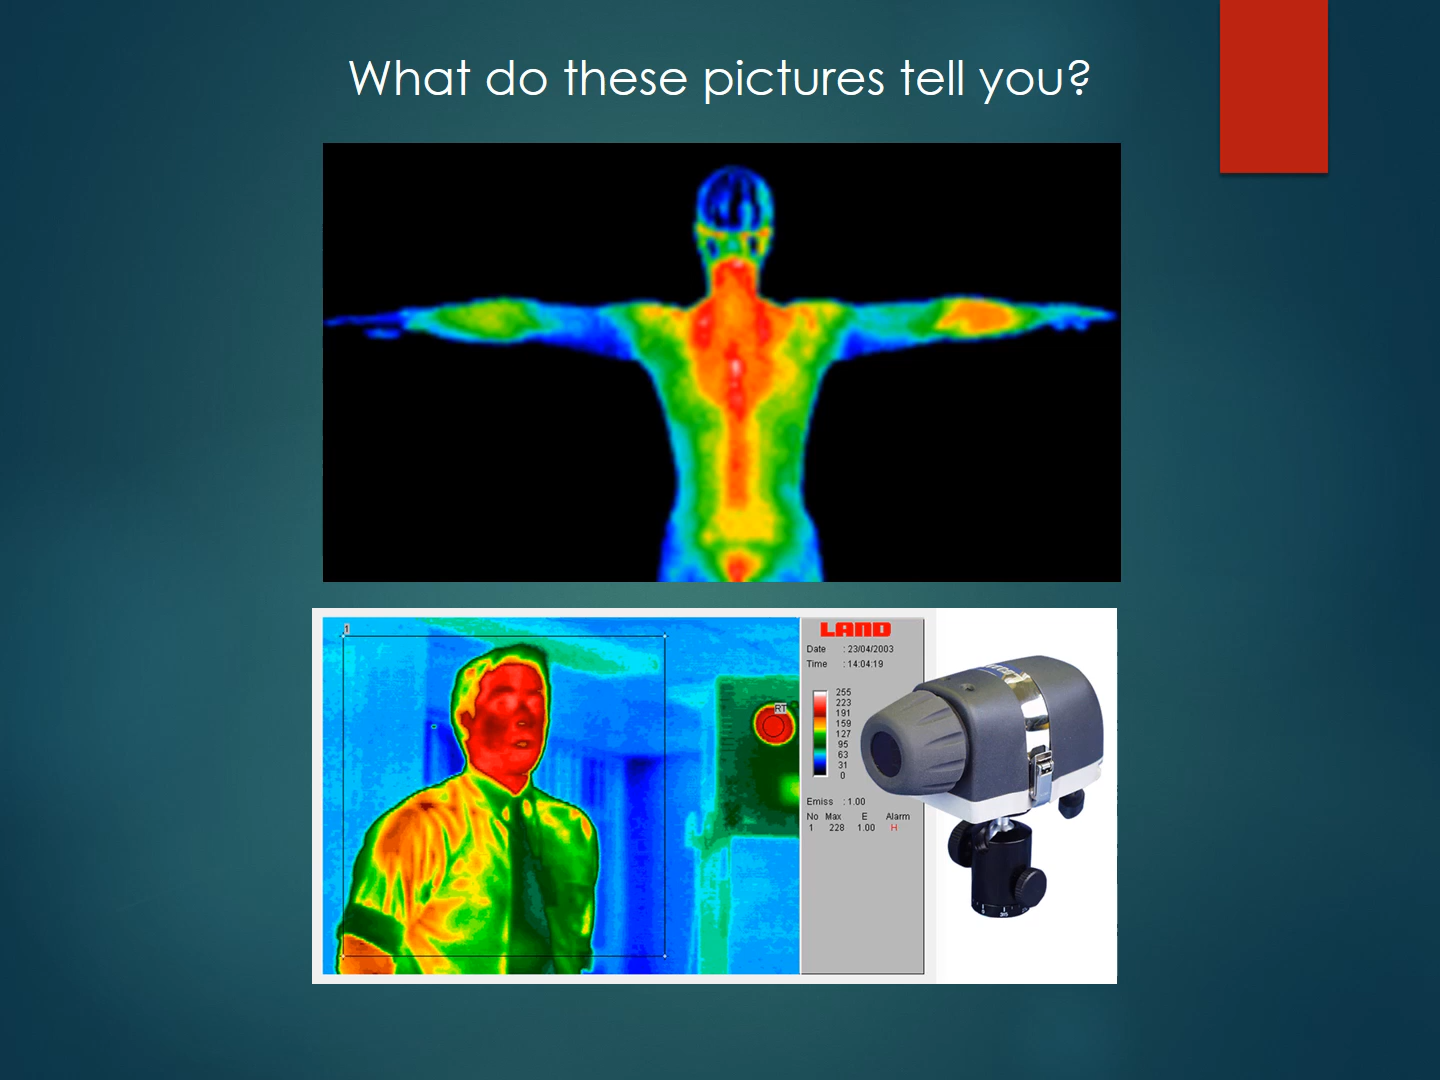 What do these pictures tell you?
1
RT
LAND
Date : 23/04/2003
Time : 14:04:19
255
223
191
159
127
95
63
31
0
Emiss : 1.00
No Max E Alarm
1 228 1.00 H